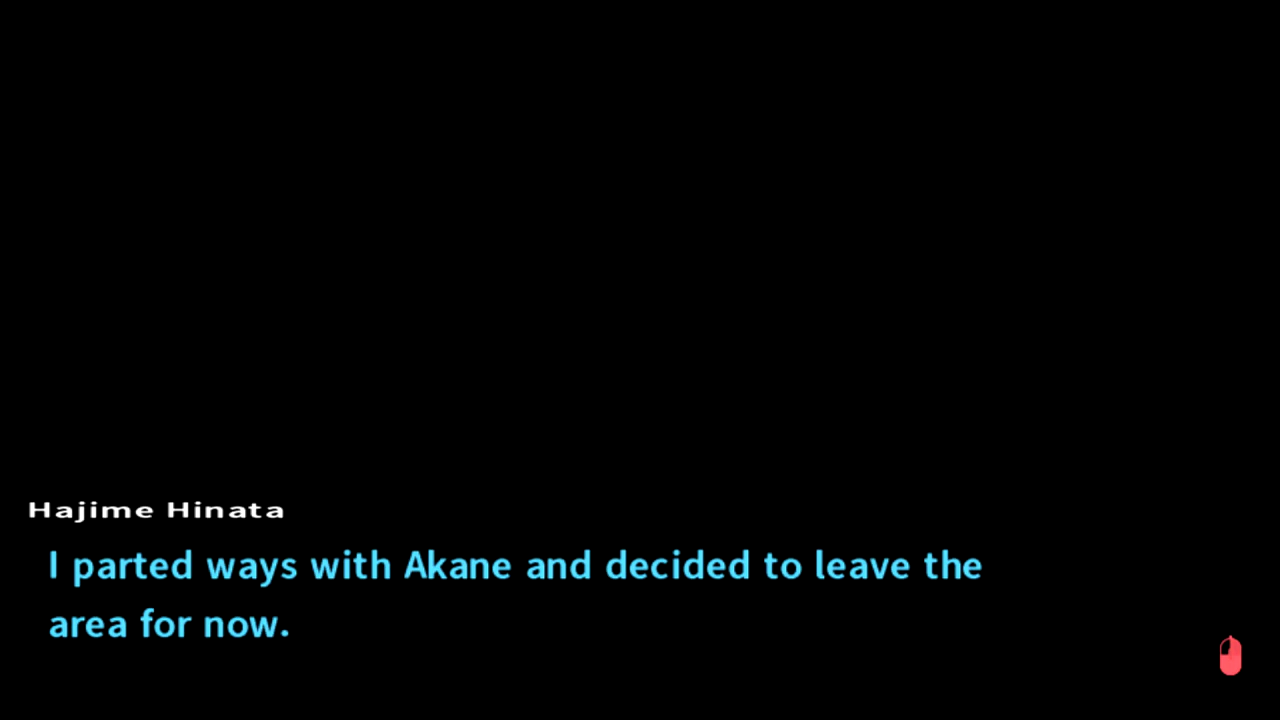 Hajime Hinata
I parted ways with Akane and decided to leave the
area for now.